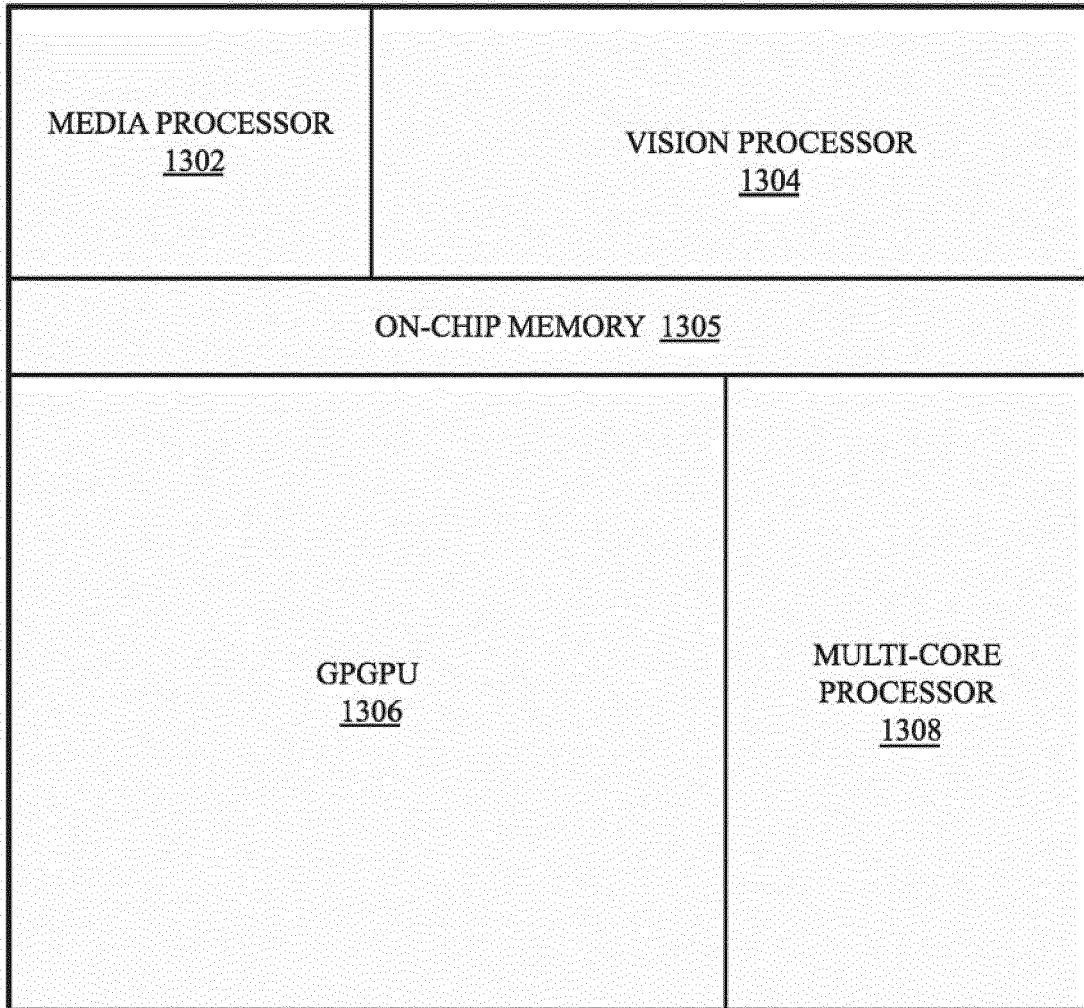 MEDIA PROCESSOR
1302
VISION PROCESSOR
1304
ON-CHIP MEMORY 1305
GPGPU
1306
MULTI-CORE
PROCESSOR
1308